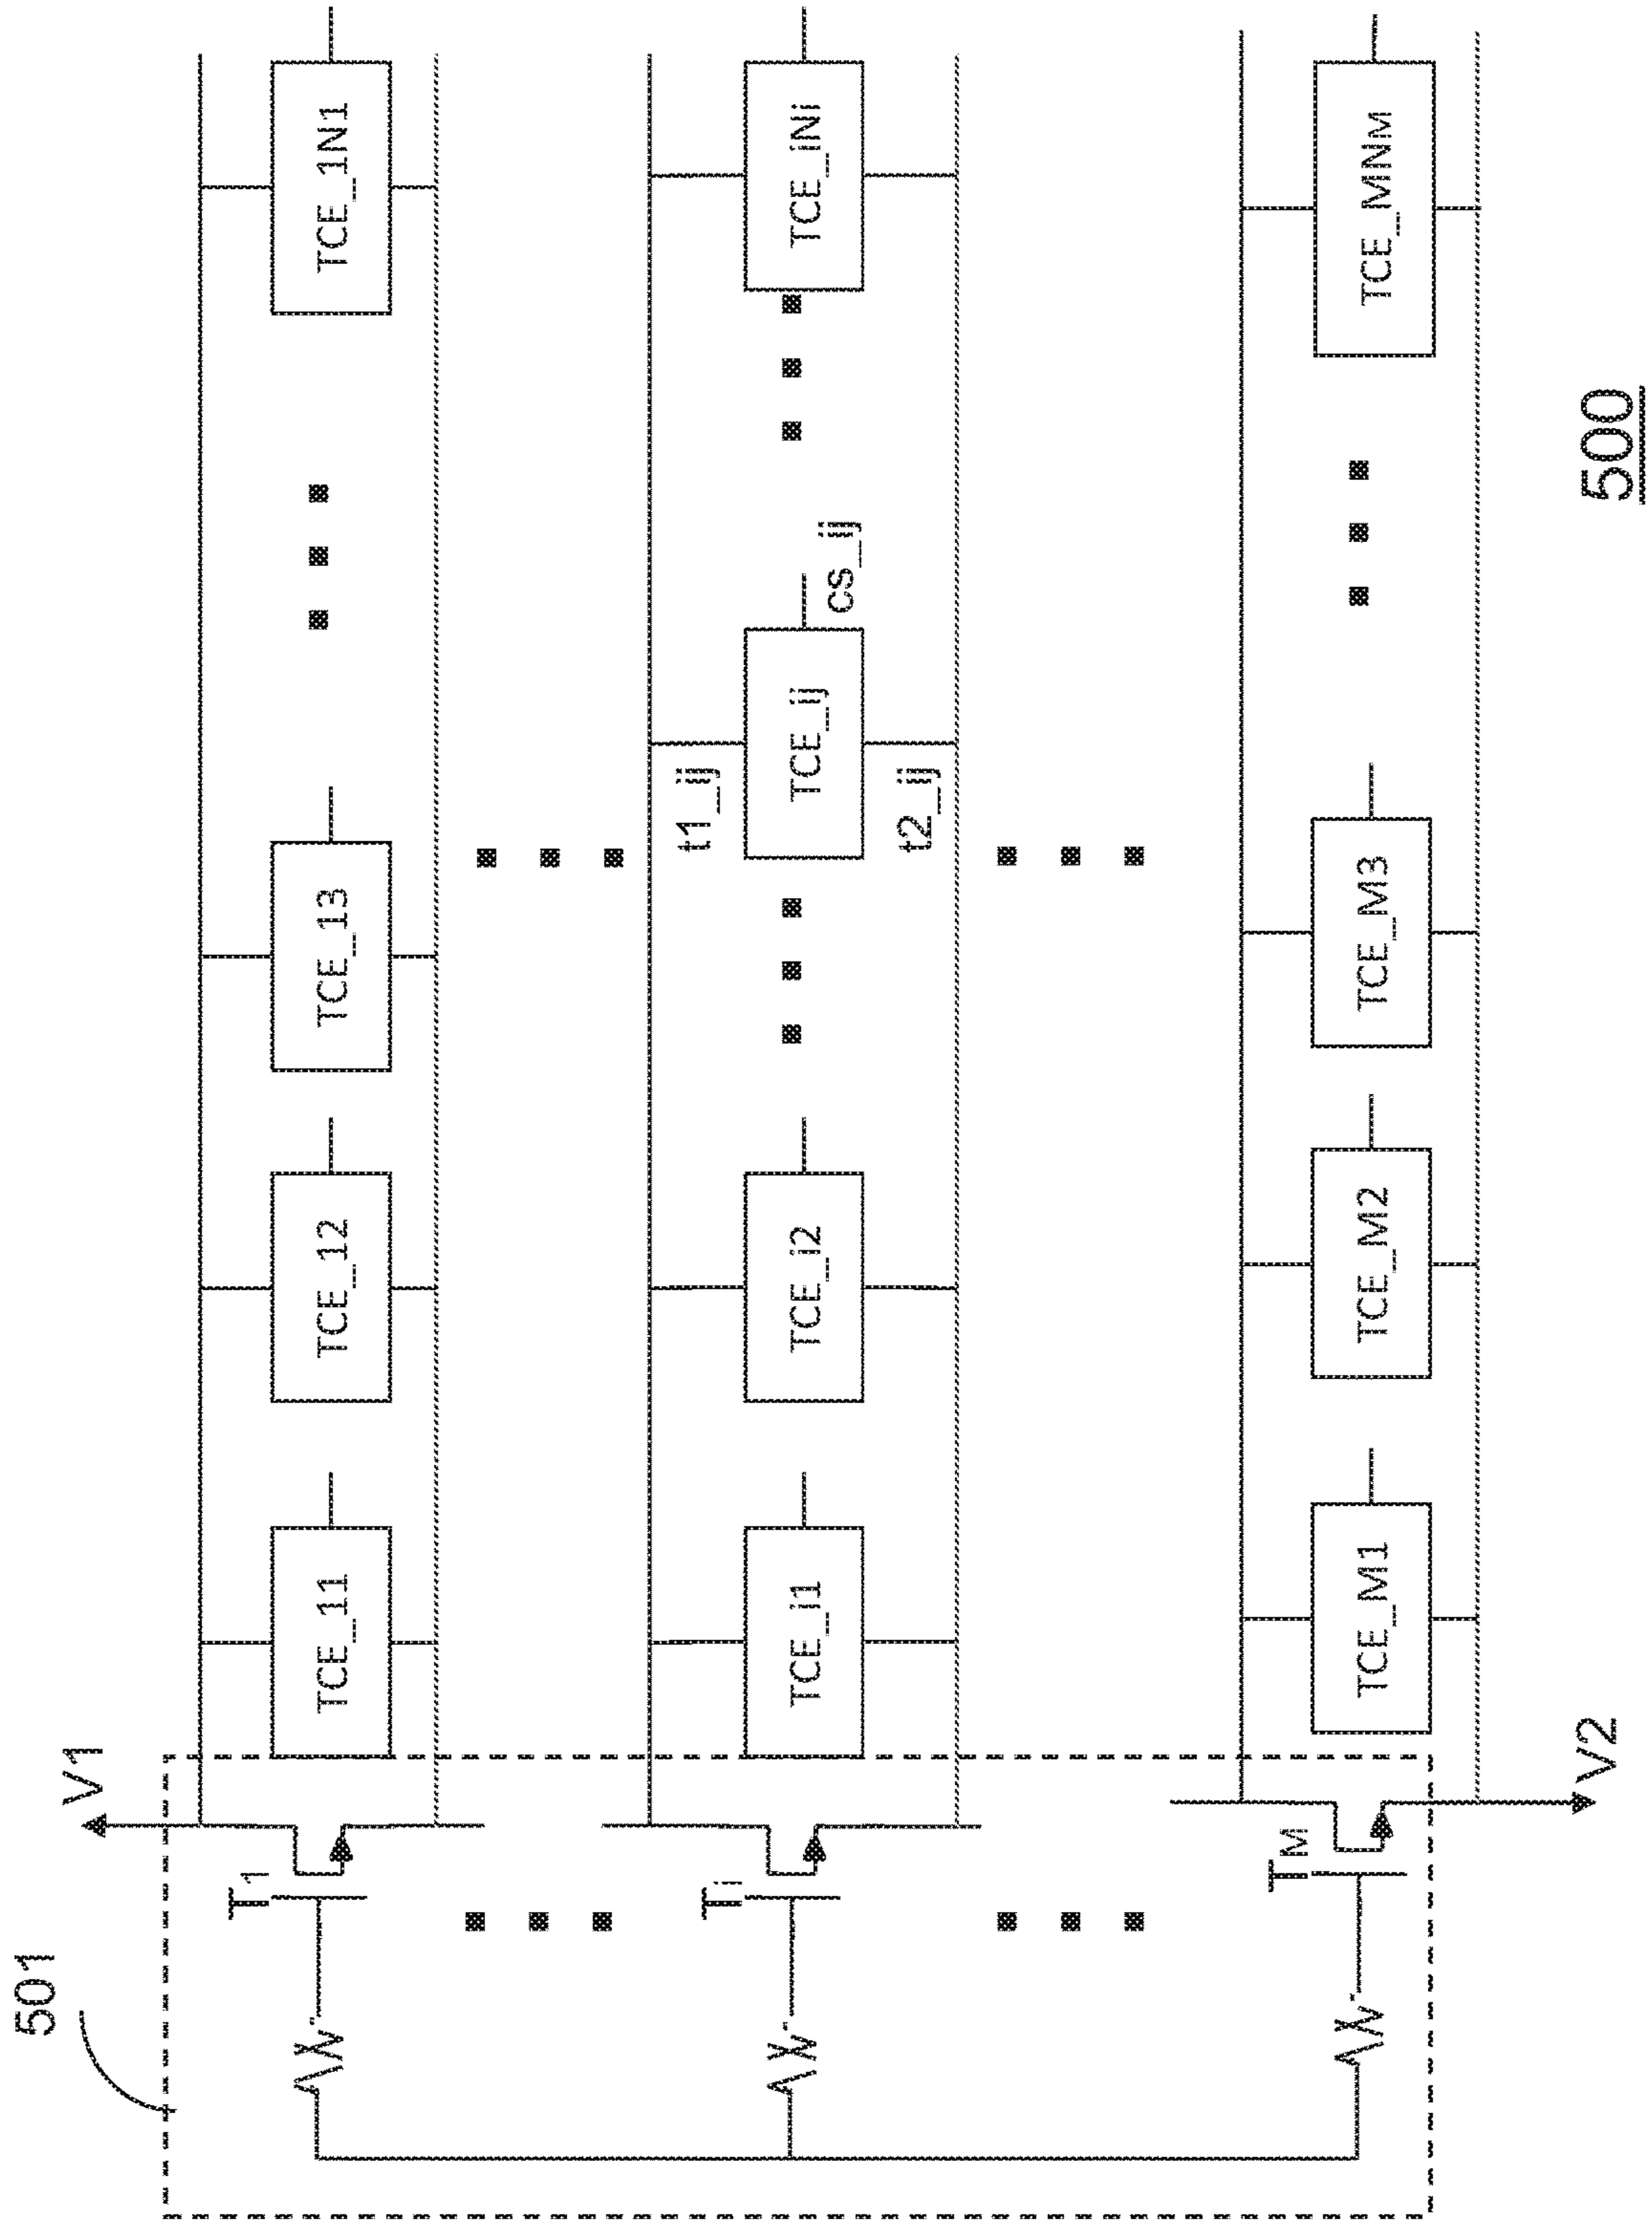 501
V1
T1
TCE_11
TCE_12
TCE_13
TCE_1N1
Ti
t1_ij
TCE_i1
TCE_i2
TCE_ij
cs_ij
TCE_iNi
t2_ij
TM
TCE_M1
TCE_M2
TCE_M3
TCE_MNM
V2
500